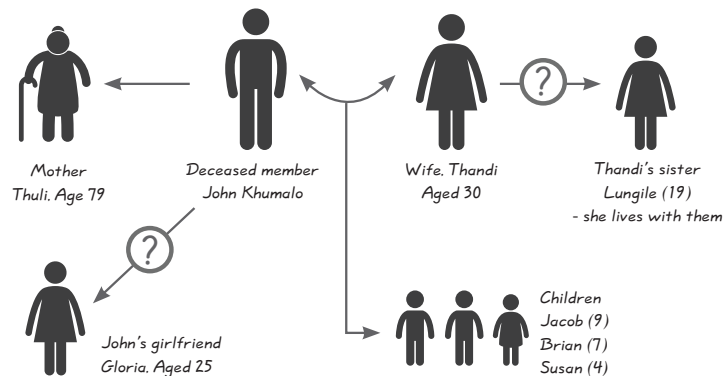 Mother
Thuli. Age 79
Deceased member
John Khumalo
Wife. Thandi
Aged 30
?
Thandi's sister
Lungile (19)
- she lives with them
?
John's girlfriend
Gloria. Aged 25
Children
Jacob (9)
Brian (7)
Susan (4)